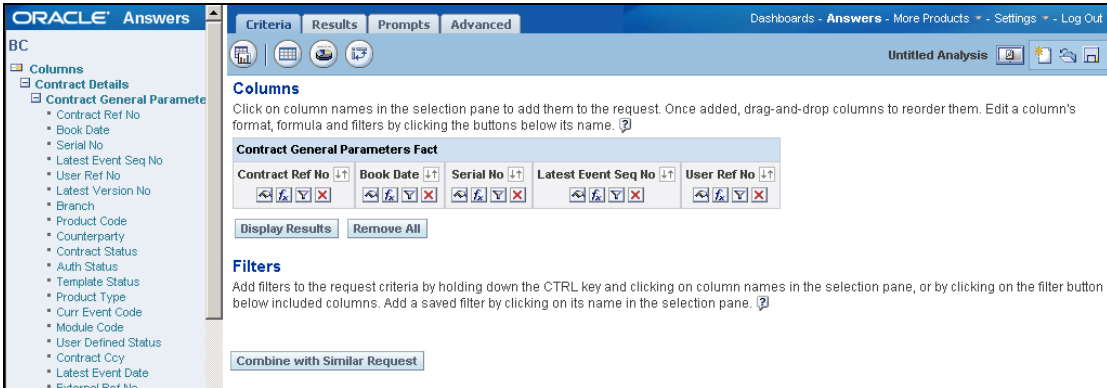 ORACLE Answers
BC
Columns
Contract Details
Contract General Paramete
Contract Ref No
Book Date
Serial No
Latest Event Seq No
User Ref No
Latest Version No
Branch
Product Code
Counterparty
Contract Status
Auth Status
Template Status
Product Type
Curr Event Code
Module Code
User Defined Status
Contract Ccy
Latest Event Date
External Ref No
Criteria Results Prompts Advanced
Dashboards - Answers - More Products - Settings - Log Out
Untitled Analysis
Columns
Click on column names in the selection pane to add them to the request. Once added, drag-and-drop columns to reorder them. Edit a column's
format, formula and filters by clicking the buttons below its name.
Contract General Parameters Fact
Contract Ref No Book Date Serial No Latest Event Seq No User Ref No
Display Results Remove All
Filters
Add filters to the request criteria by holding down the CTRL key and clicking on column names in the selection pane, or by clicking on the filter button
below included columns. Add a saved filter by clicking on its name in the selection pane.
Combine with Similar Request